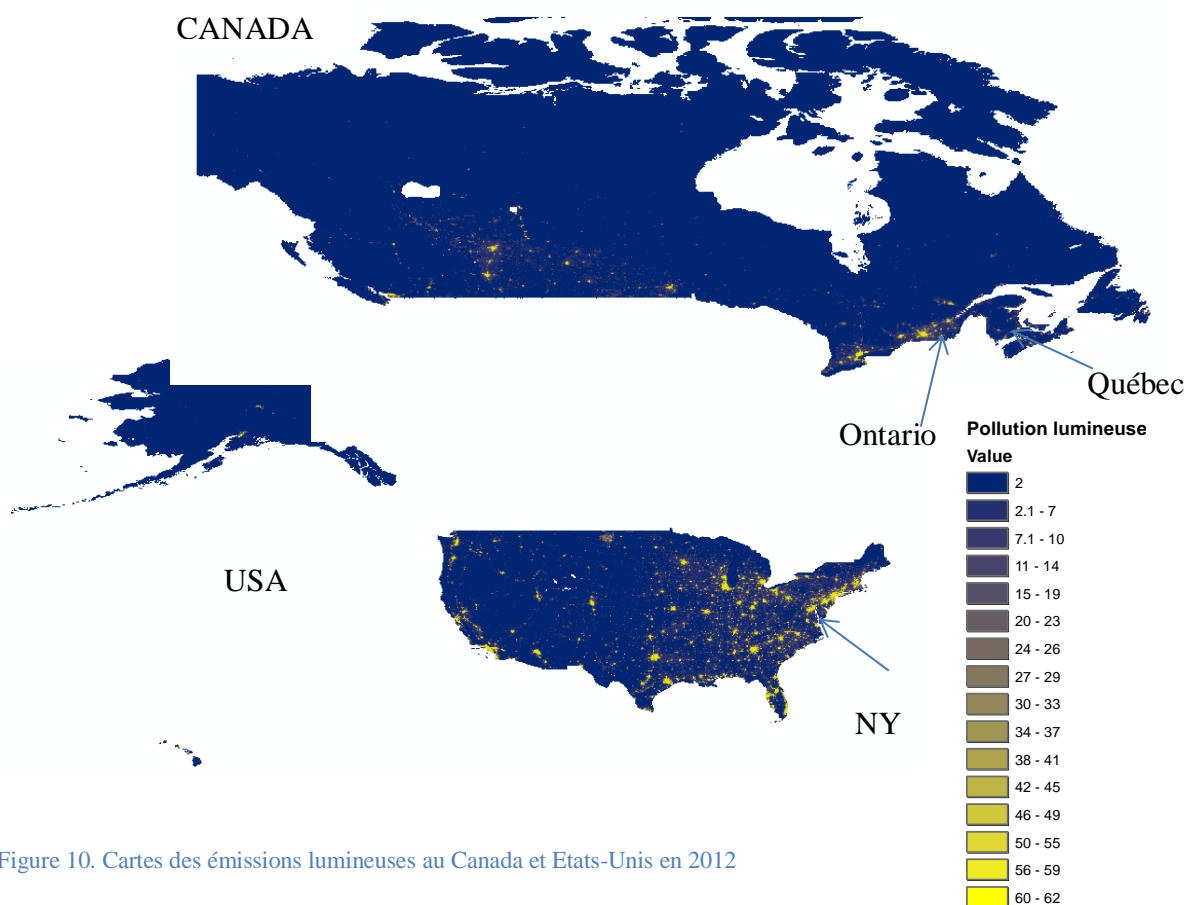 CANADA
Québec
Ontario
Pollution lumineuse
Value
2
2.1 - 7
7.1 - 10
11 - 14
15 - 19
20 - 23
24 - 26
27 - 29
30 - 33
34 - 37
38 - 41
42 - 45
46 - 49
50 - 55
56 - 59
60 - 62
USA
NY
Figure 10. Cartes des émissions lumineuses au Canada et Etats-Unis en 2012